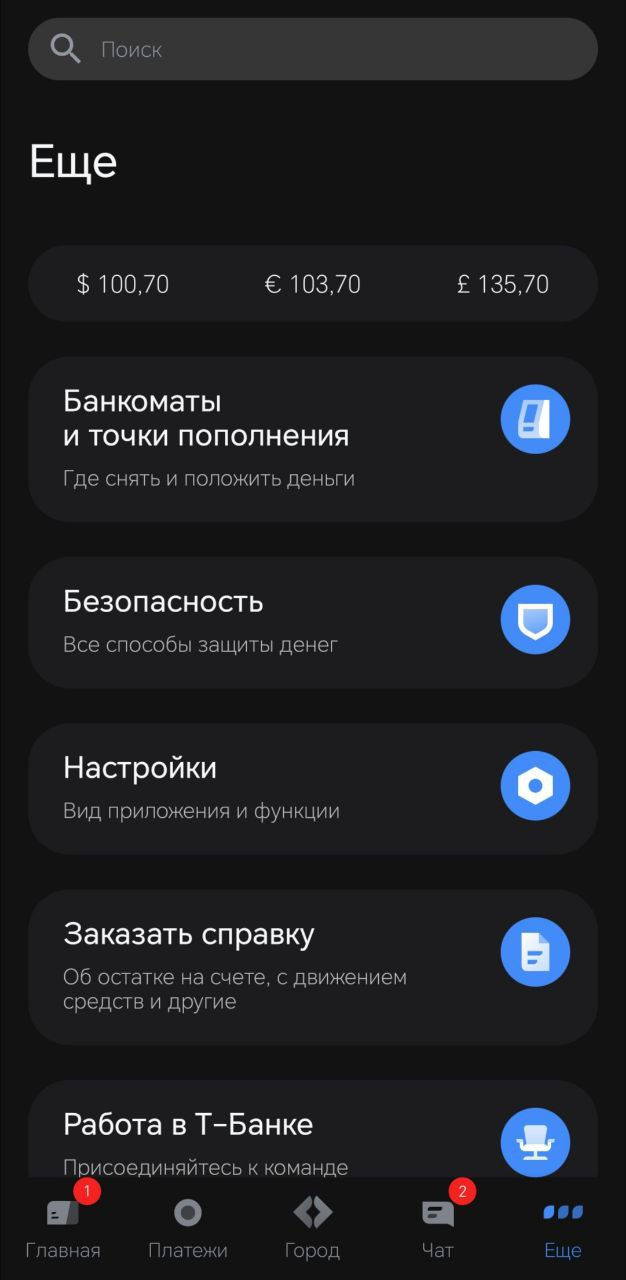 Поиск
Еще
$ 100,70 € 103,70 £ 135,70
Банкоматы
и точки пополнения
Где снять и положить деньги
Безопасность
Все способы защиты денег
Настройки
Вид приложения и функции
Заказать справку
Об остатке на счете, с движением
средств и другие
Работа в Т-Банке
Присоединяйтесь к команде
1 2
Главная Платежи Город Чат Еще